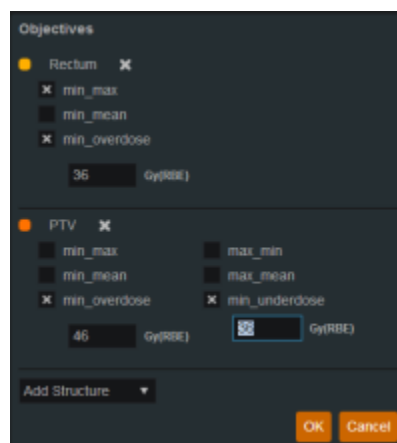 Objectives
Rectum
min_max
min_mean
min_overdose
36 Gy(RBE)
PTV
min_max max_min
min_mean max_mean
min_overdose min_underdose
46 Gy(RBE) Gy(RBE)
Add Structure
OK Cancel